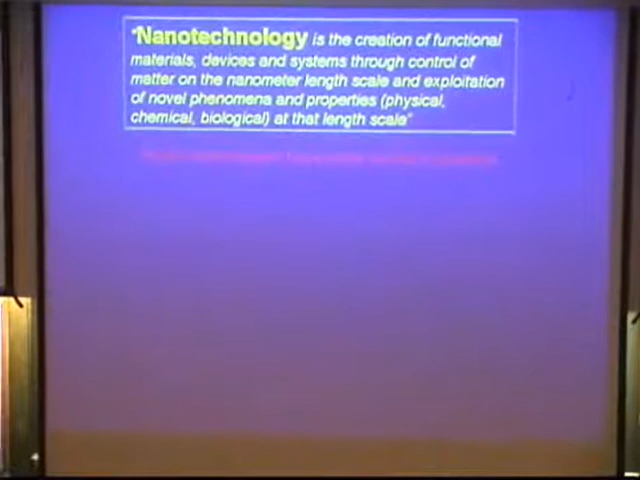 "Nanotechnology is the creation of functional
materials, devices and systems through control of
matter on the nanometer length scale and exploitation
of novel phenomena and properties (physical,
chemical, biological) at that length scale"